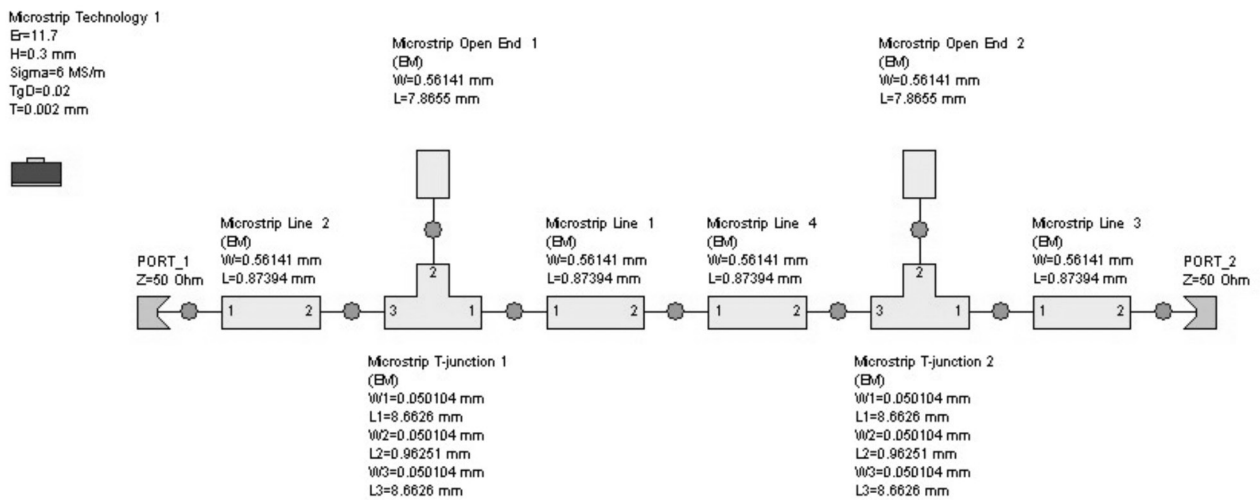 Microstrip Technology 1
Er=11.7
H=0.3 mm
Sigma=6 MS/m
TgD=0.02
T=0.002 mm
Microstrip Open End 1
(EM)
W=0.56141 mm
L=7.8655 mm
Microstrip Open End 2
(EM)
W=0.56141 mm
L=7.8655 mm
PORT_1
Z=50 Ohm
Microstrip Line 2
(EM)
W=0.56141 mm
L=0.87394 mm
1 2
2
3 1
Microstrip T-junction 1
(EM)
W1=0.050104 mm
L1=8.6626 mm
W2=0.050104 mm
L2=0.96251 mm
W3=0.050104 mm
L3=8.6626 mm
Microstrip Line 1
(EM)
W=0.56141 mm
L=0.87394 mm
1 2
Microstrip Line 4
(EM)
W=0.56141 mm
L=0.87394 mm
1 2
2
3 1
Microstrip T-junction 2
(EM)
W1=0.050104 mm
L1=8.6626 mm
W2=0.050104 mm
L2=0.96251 mm
W3=0.050104 mm
L3=8.6626 mm
Microstrip Line 3
(EM)
W=0.56141 mm
L=0.87394 mm
1 2
PORT_2
Z=50 Ohm